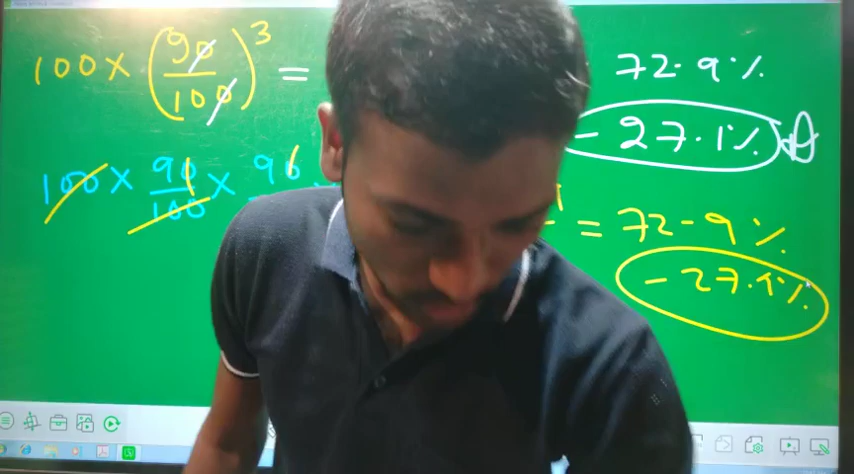 100 × (90/100)³ = 72.9%
- 27.1%
100 × 90/100 × 90
= 72-9%
- 27.1%